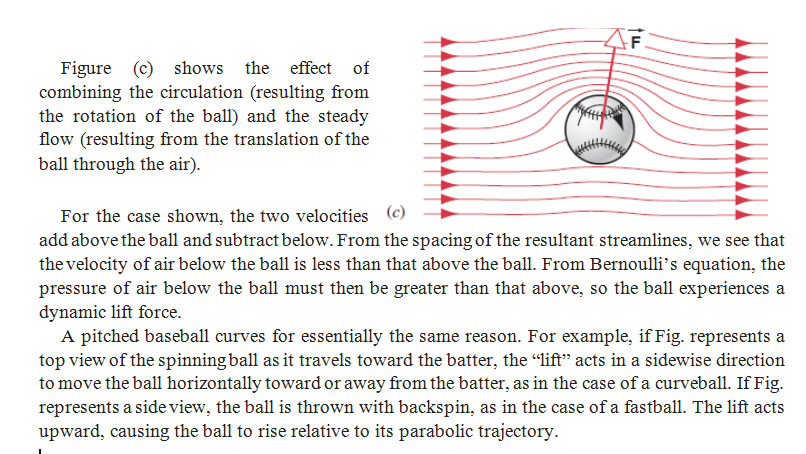 F
Figure (c) shows the effect of
combining the circulation (resulting from
the rotation of the ball) and the steady
flow (resulting from the translation of the
ball through the air).
(c)
For the case shown, the two velocities
add above the ball and subtract below. From the spacing of the resultant streamlines, we see that
the velocity of air below the ball is less than that above the ball. From Bernoulli’s equation, the
pressure of air below the ball must then be greater than that above, so the ball experiences a
dynamic lift force.
A pitched baseball curves for essentially the same reason. For example, if Fig. represents a
top view of the spinning ball as it travels toward the batter, the “lift” acts in a sidewise direction
to move the ball horizontally toward or away from the batter, as in the case of a curveball. If Fig.
represents a side view, the ball is thrown with backspin, as in the case of a fastball. The lift acts
upward, causing the ball to rise relative to its parabolic trajectory.